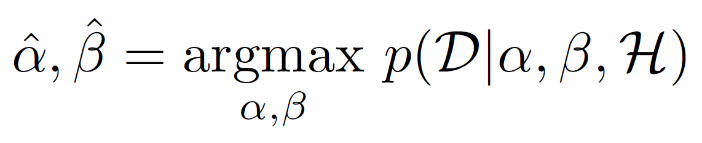 α̂, β̂ = argmax p(𝒟|α, β, ℋ)
α,β